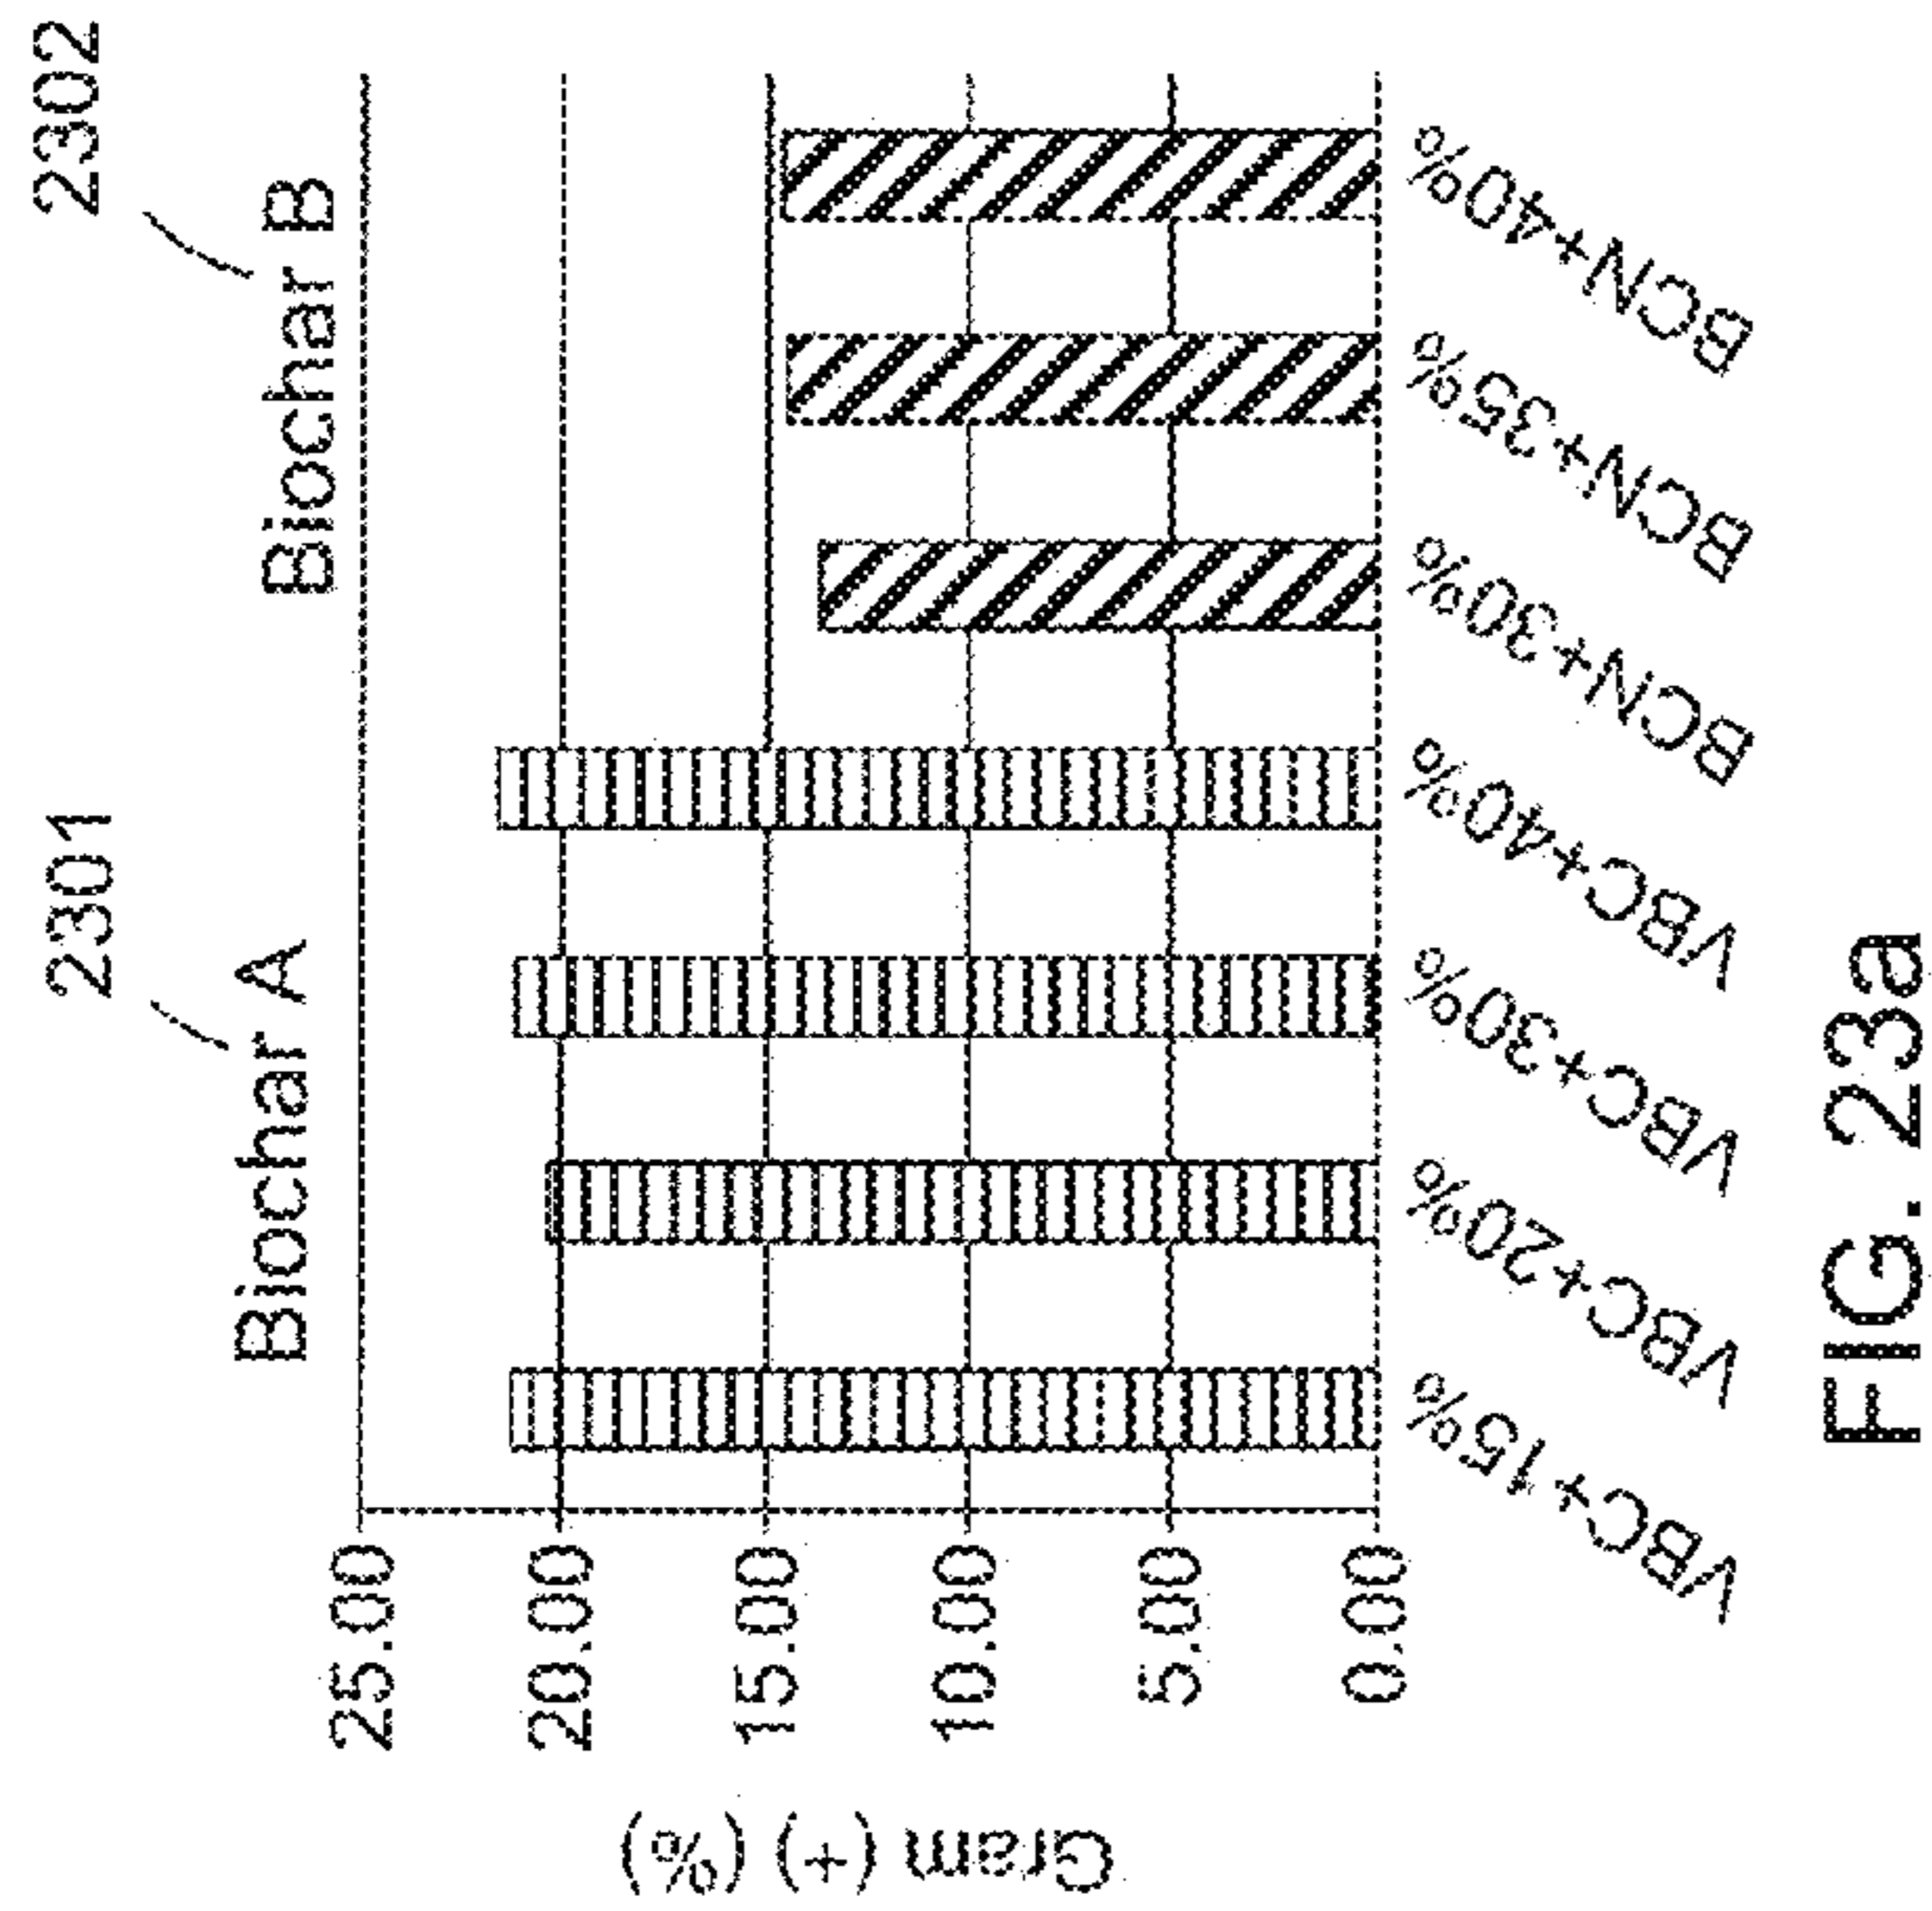 2301
2302
Biochar A
Biochar B
Gram (+) (%)
25.00
20.00
15.00
10.00
5.00
0.00
VBC+15%
VBC+20%
VBC+30%
VBC+40%
BCN+30%
BCN+35%
BCN+40%
FIG. 23a